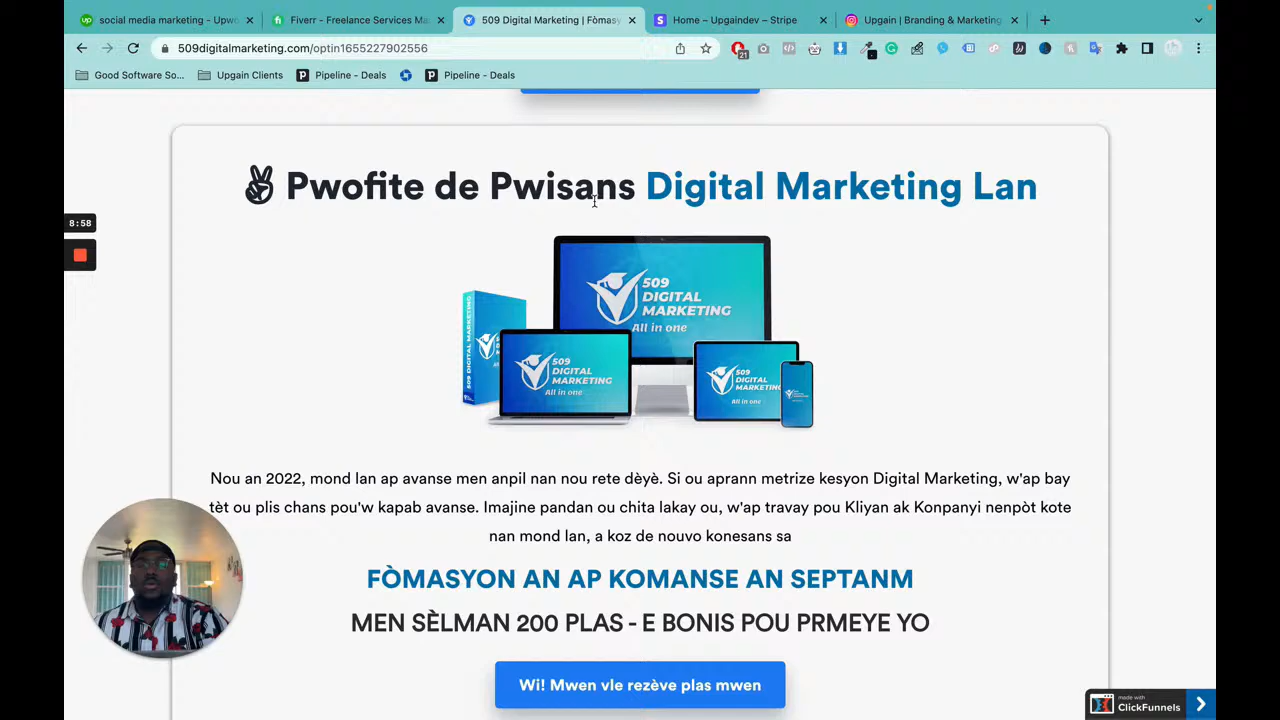 social media marketing - Upwo
Fiverr - Freelance Services Ma
509 Digital Marketing | Fòmasy
Home – Upgaindev – Stripe
Upgain | Branding & Marketing
509digitalmarketing.com/optin1655227902556
21
Good Software So...
Upgain Clients
Pipeline - Deals
Pipeline - Deals
✌ Pwofite de Pwisans Digital Marketing Lan
8:58
509 DIGITAL MARKETING
509
DIGITAL
MARKETING
All in one
509
DIGITAL
MARKETING
All in one
509
DIGITAL
MARKETING
All in one
Nou an 2022, mond lan ap avanse men anpil nan nou rete dèyè. Si ou aprann metrize kesyon Digital Marketing, w'ap bay
tèt ou plis chans pou'w kapab avanse. Imajine pandan ou chita lakay ou, w'ap travay pou Kliyan ak Konpanyi nenpòt kote
nan mond lan, a koz de nouvo konesans sa
FÒMASYON AN AP KOMANSE AN SEPTANM
MEN SÈLMAN 200 PLAS - E BONIS POU PRMEYE YO
Wi! Mwen vle rezève plas mwen
made with
ClickFunnels